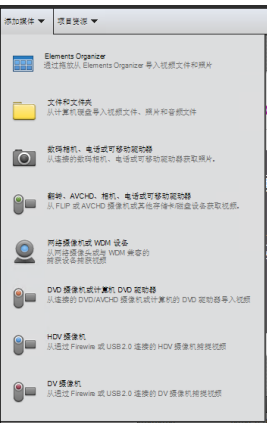 添加媒体 ▼ 项目资源 ▼
Elements Organizer
通过拖放从 Elements Organizer 导入视频文件和照片
文件和文件夹
从计算机硬盘导入视频文件、照片和音频文件
数码相机、电话或可移动驱动器
从连接的数码相机、电话或可移动驱动器获取照片。
翻转、AVCHD、相机、电话或可移动驱动器
从 FLIP 或 AVCHD 摄像机或其他存储卡/磁盘设备获取视频。
网络摄像机或 WDM 设备
从网络摄像头或与 WDM 兼容的
捕获设备捕获视频
DVD 摄像机或计算机 DVD 驱动器
从连接的 DVD/AVCHD 摄像机或计算机的 DVD 驱动器导入视频
HDV 摄像机
从通过 Firewire 或 USB2.0 连接的 HDV 摄像机捕捉视频
DV 摄像机
从通过 Firewire 或 USB2.0 连接的 DV 摄像机捕捉视频